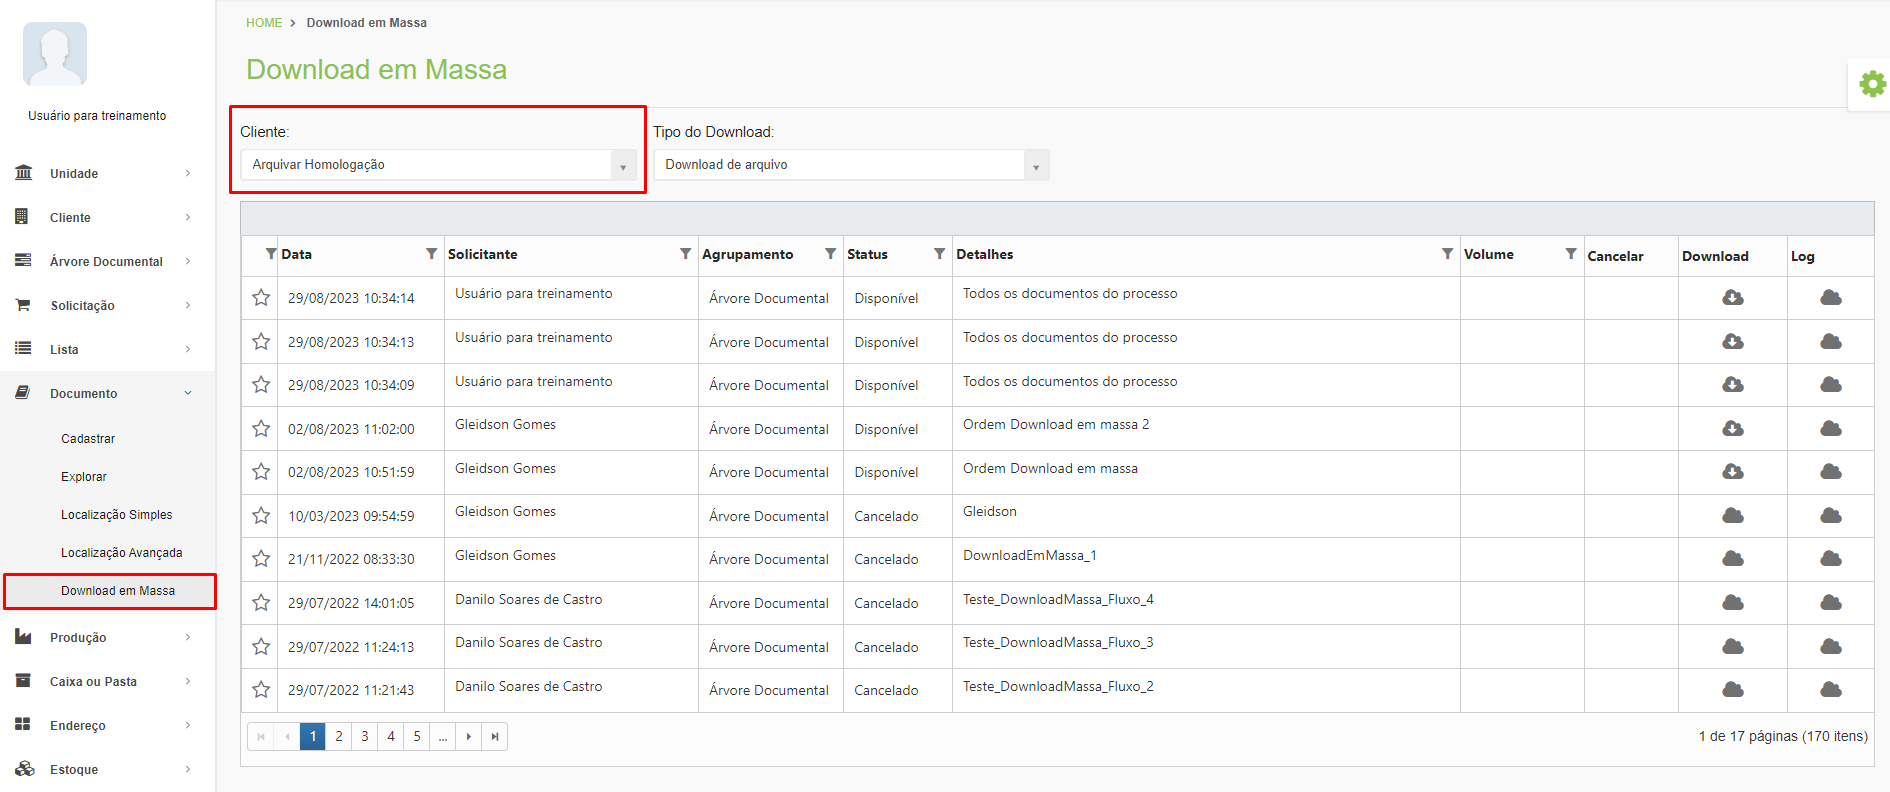 HOME > Download em Massa
Usuário para treinamento
Unidade
Cliente
Árvore Documental
Solicitação
Lista
Documento
Cadastrar
Explorar
Localização Simples
Localização Avançada
Download em Massa
Produção
Caixa ou Pasta
Endereço
Estoque
Download em Massa
Cliente: Tipo do Download:
Arquivar Homologação Download de arquivo
Data Solicitante Agrupamento Status Detalhes Volume Cancelar Download Log
29/08/2023 10:34:14 Usuário para treinamento Árvore Documental Disponível Todos os documentos do processo
29/08/2023 10:34:13 Usuário para treinamento Árvore Documental Disponível Todos os documentos do processo
29/08/2023 10:34:09 Usuário para treinamento Árvore Documental Disponível Todos os documentos do processo
02/08/2023 11:02:00 Gleidson Gomes Árvore Documental Disponível Ordem Download em massa 2
02/08/2023 10:51:59 Gleidson Gomes Árvore Documental Disponível Ordem Download em massa
10/03/2023 09:54:59 Gleidson Gomes Árvore Documental Cancelado Gleidson
21/11/2022 08:33:30 Gleidson Gomes Árvore Documental Cancelado DownloadEmMassa_1
29/07/2022 14:01:05 Danilo Soares de Castro Árvore Documental Cancelado Teste_DownloadMassa_Fluxo_4
29/07/2022 11:24:13 Danilo Soares de Castro Árvore Documental Cancelado Teste_DownloadMassa_Fluxo_3
29/07/2022 11:21:43 Danilo Soares de Castro Árvore Documental Cancelado Teste_DownloadMassa_Fluxo_2
1 2 3 4 5 ... 1 de 17 páginas (170 itens)